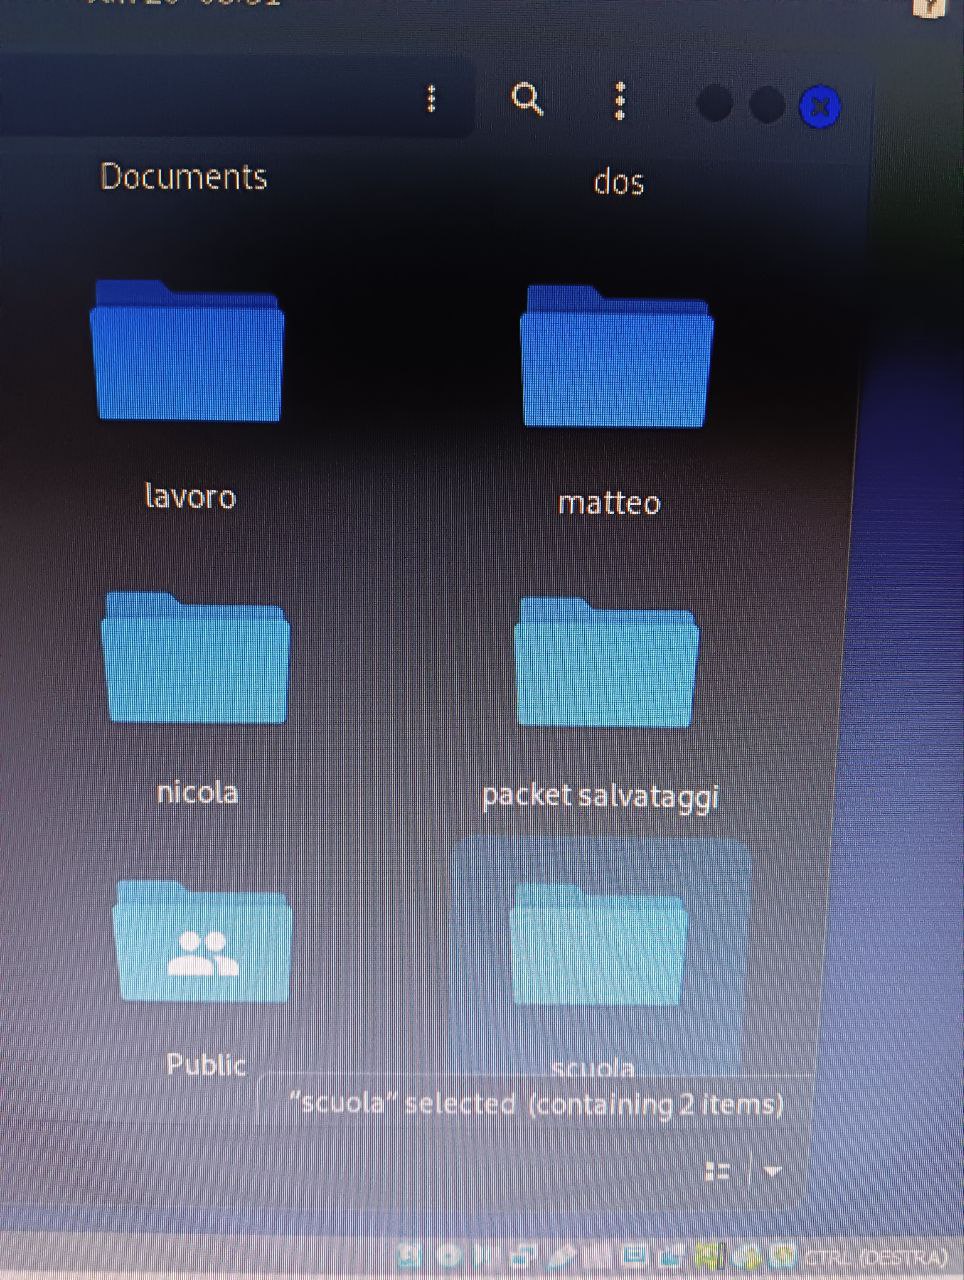 Documents dos
lavoro matteo
nicola packet salvataggi
Public scuola
“scuola” selected (containing 2 items)
CTRL (DESTRA)